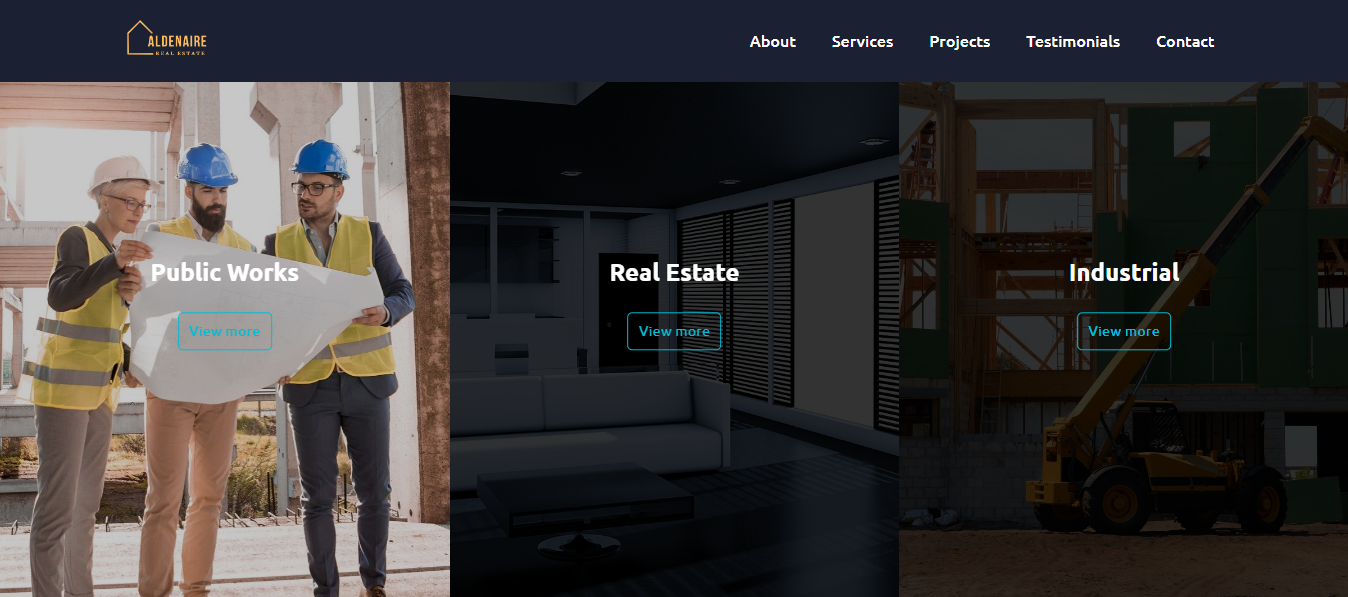 ALDENAIRE
REAL ESTATE
About Services Projects Testimonials Contact
Public Works
View more
Real Estate
View more
Industrial
View more